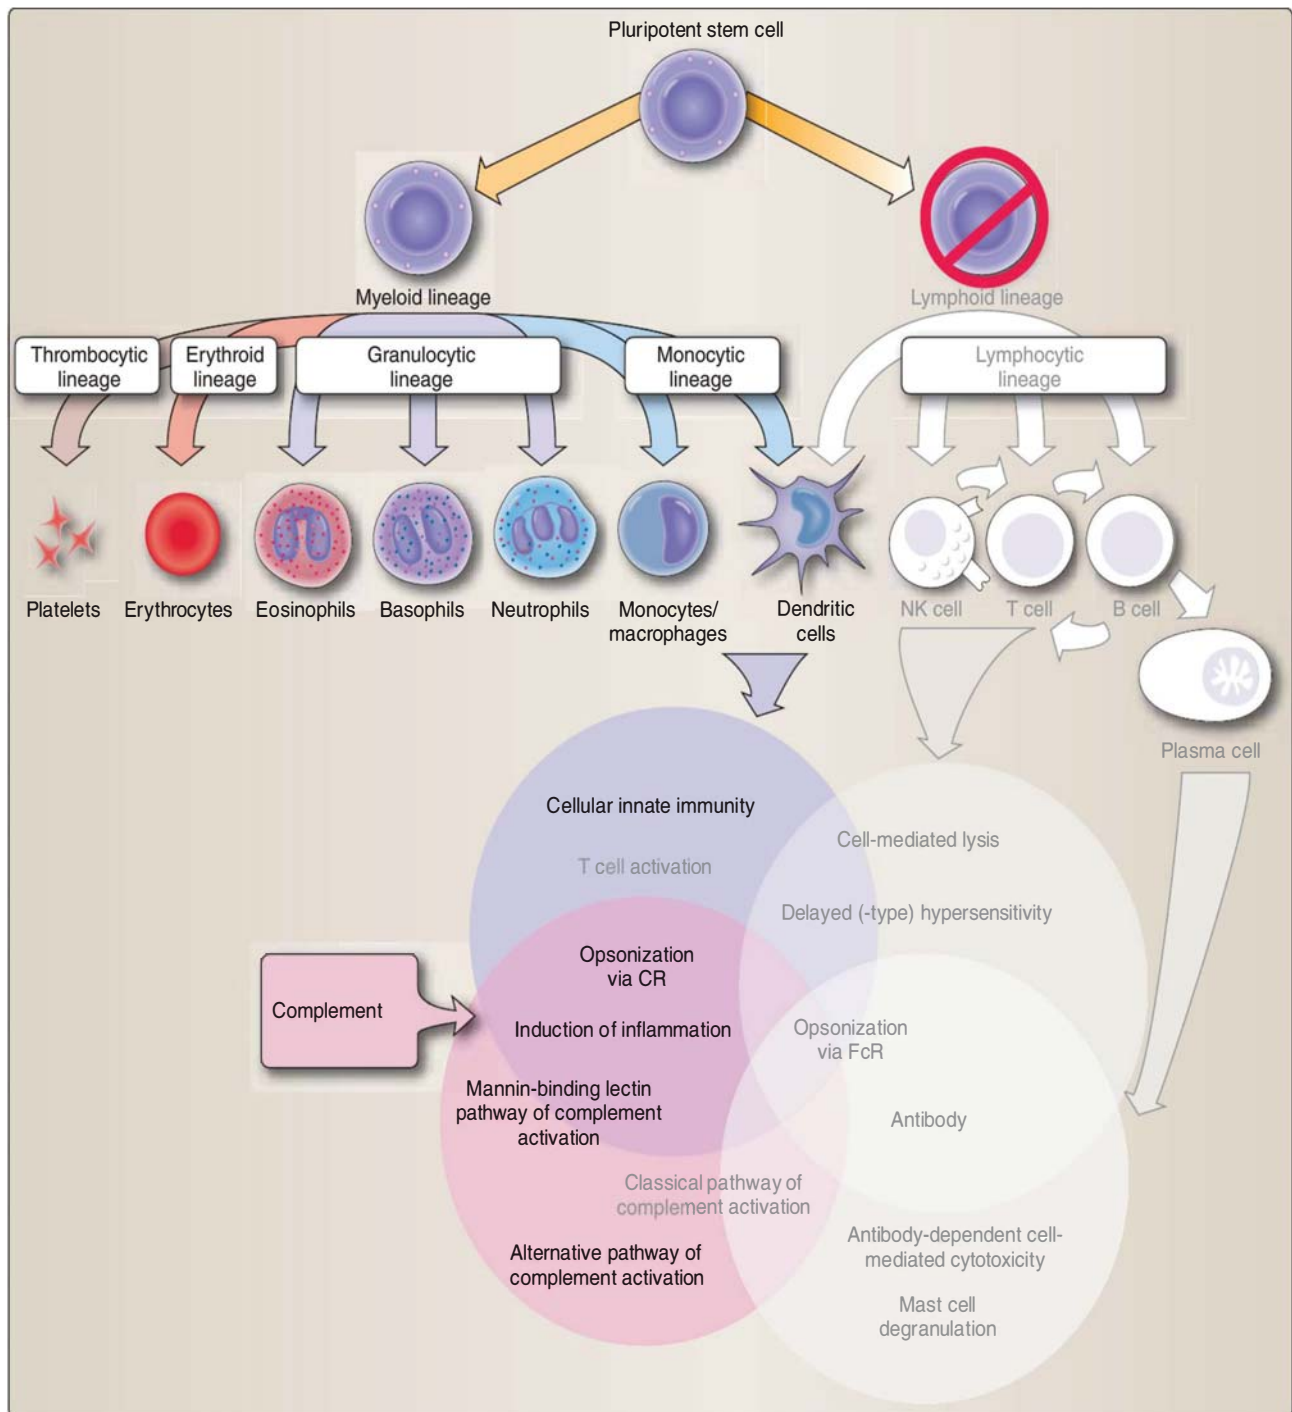 Pluripotent stem cell
Myeloid lineage
Lymphoid lineage
Thrombocytic
lineage
Erythroid
lineage
Granulocytic
lineage
Monocytic
lineage
Lymphocytic
lineage
Platelets
Erythrocytes
Eosinophils
Basophils
Neutrophils
Monocytes/
macrophages
Dendritic
cells
NK cell
T cell
B cell
Plasma cell
Cellular innate immunity
T cell activation
Cell-mediated lysis
Delayed (-type) hypersensitivity
Opsonization
via CR
Complement
Induction of inflammation
Opsonization
via FcR
Mannin-binding lectin
pathway of complement
activation
Antibody
Classical pathway of
complement activation
Alternative pathway of
complement activation
Antibody-dependent cell-
mediated cytotoxicity
Mast cell
degranulation